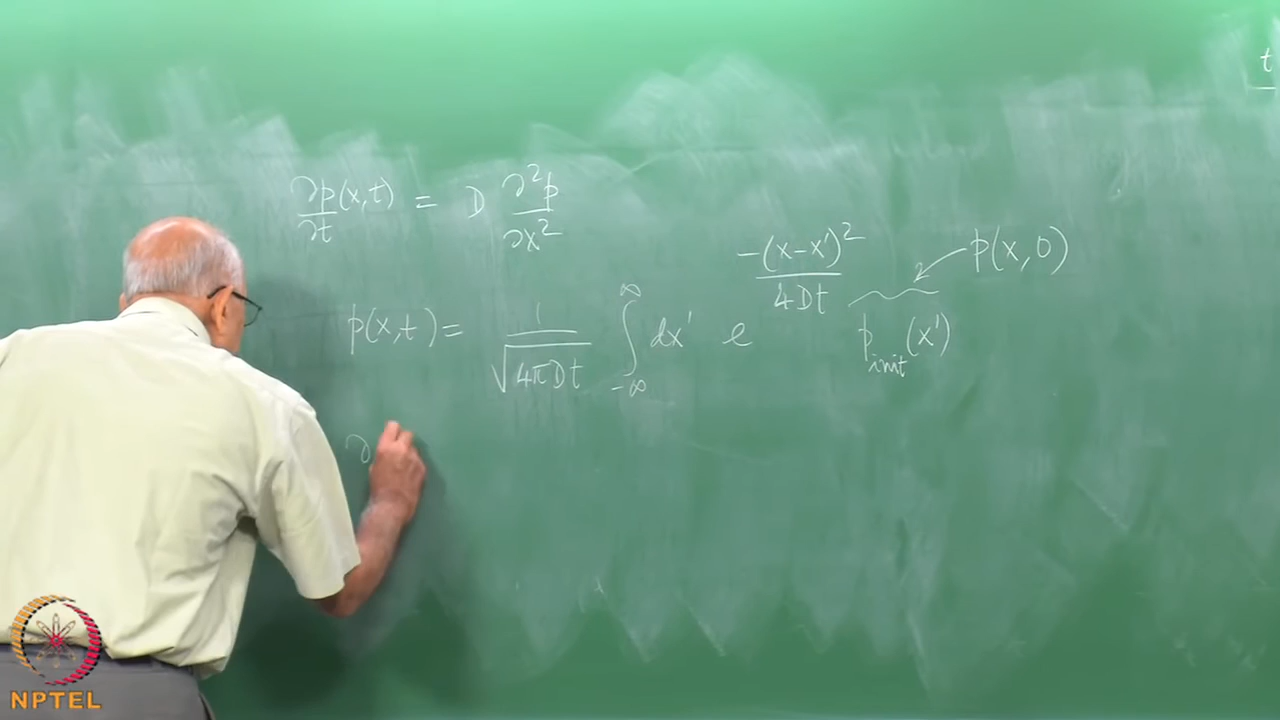 t
∂p(x,t)/∂t = D ∂²p/∂x²
p(x,t) = 1/√(4πDt) ∫_{-∞}^{∞} dx' e^{-(x-x')²/4Dt} p_init(x') ← p(x,0)
∂
NPTEL